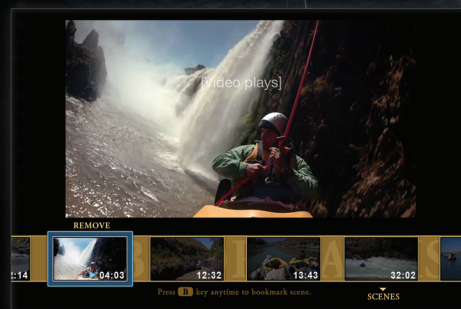 [Video plays]
REMOVE
2:14
04:03
12:32
13:43
32:02
Press B key anytime to bookmark scene.
SCENES